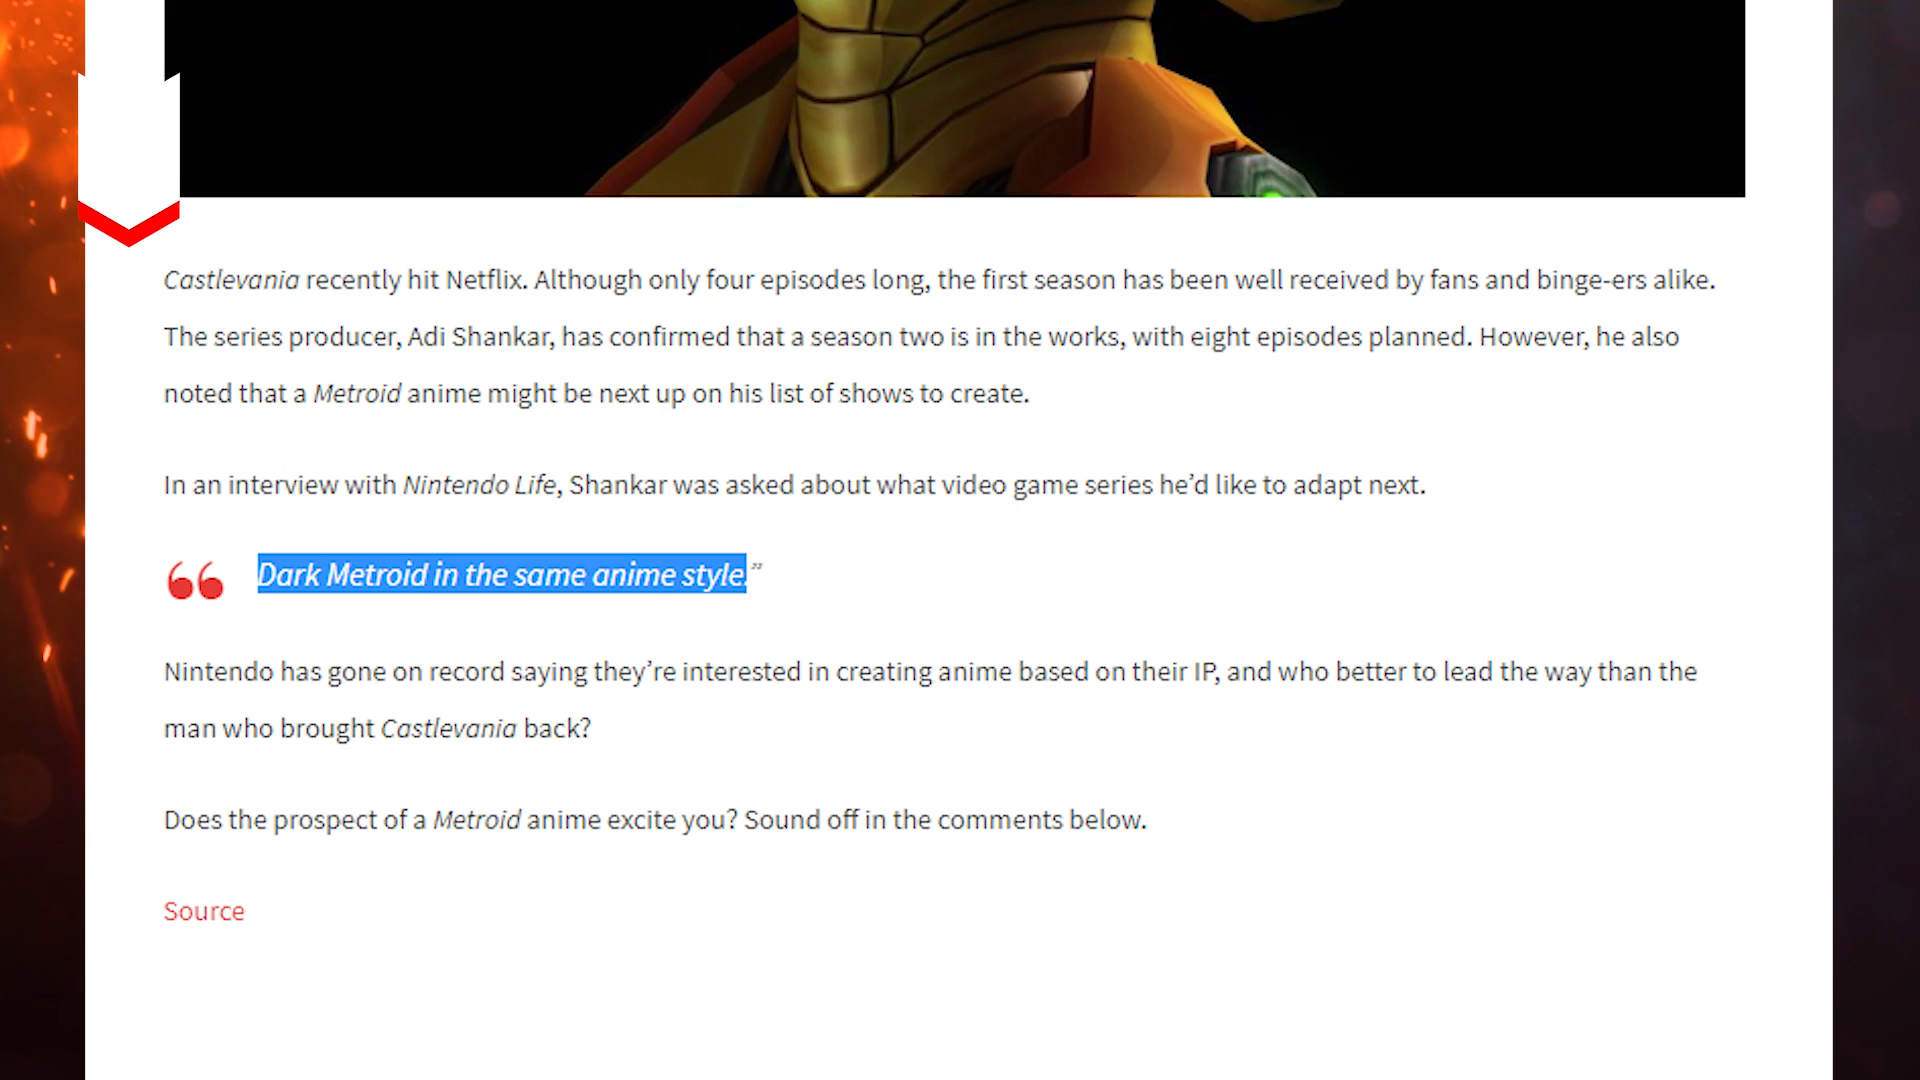 Castlevania recently hit Netflix. Although only four episodes long, the first season has been well received by fans and binge-ers alike.
The series producer, Adi Shankar, has confirmed that a season two is in the works, with eight episodes planned. However, he also
noted that a Metroid anime might be next up on his list of shows to create.
In an interview with Nintendo Life, Shankar was asked about what video game series he’d like to adapt next.
“ Dark Metroid in the same anime style.”
Nintendo has gone on record saying they’re interested in creating anime based on their IP, and who better to lead the way than the
man who brought Castlevania back?
Does the prospect of a Metroid anime excite you? Sound off in the comments below.
Source